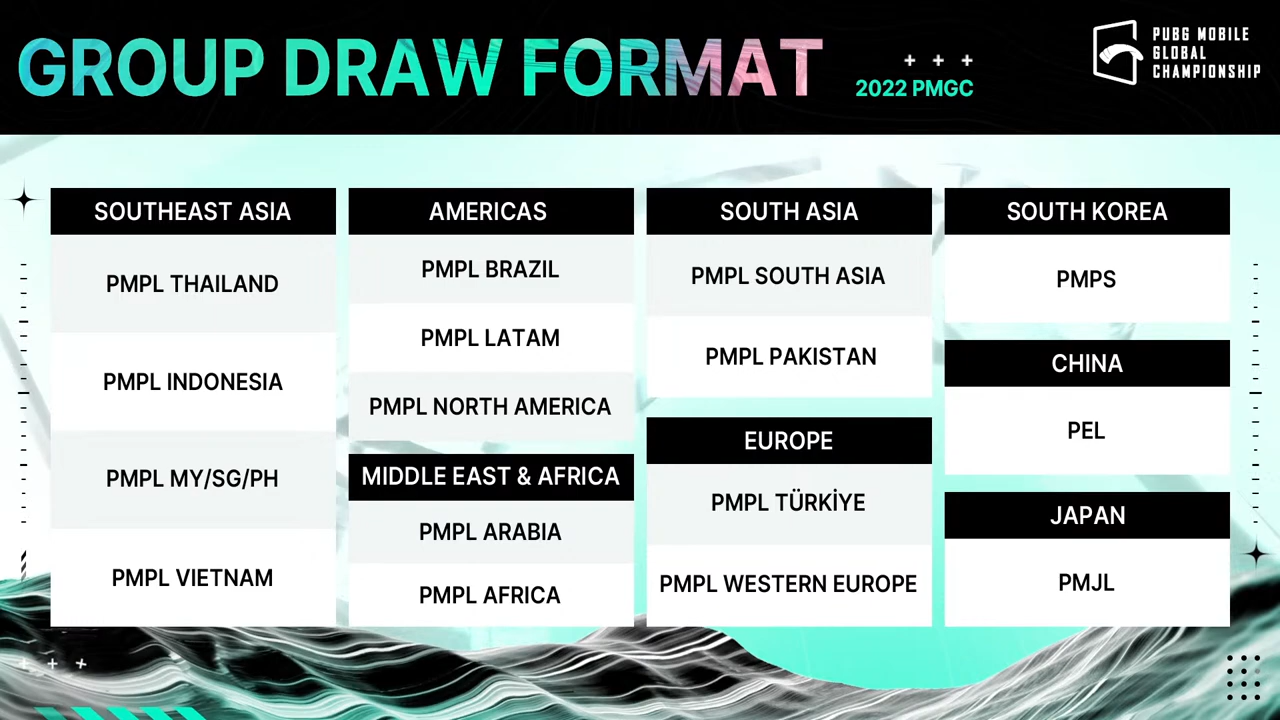 GROUP DRAW FORMAT
2022 PMGC
PUBG MOBILE
GLOBAL
CHAMPIONSHIP
SOUTHEAST ASIA
PMPL THAILAND
PMPL INDONESIA
PMPL MY/SG/PH
PMPL VIETNAM
AMERICAS
PMPL BRAZIL
PMPL LATAM
PMPL NORTH AMERICA
MIDDLE EAST & AFRICA
PMPL ARABIA
PMPL AFRICA
SOUTH ASIA
PMPL SOUTH ASIA
PMPL PAKISTAN
EUROPE
PMPL TÜRKİYE
PMPL WESTERN EUROPE
SOUTH KOREA
PMPS
CHINA
PEL
JAPAN
PMJL